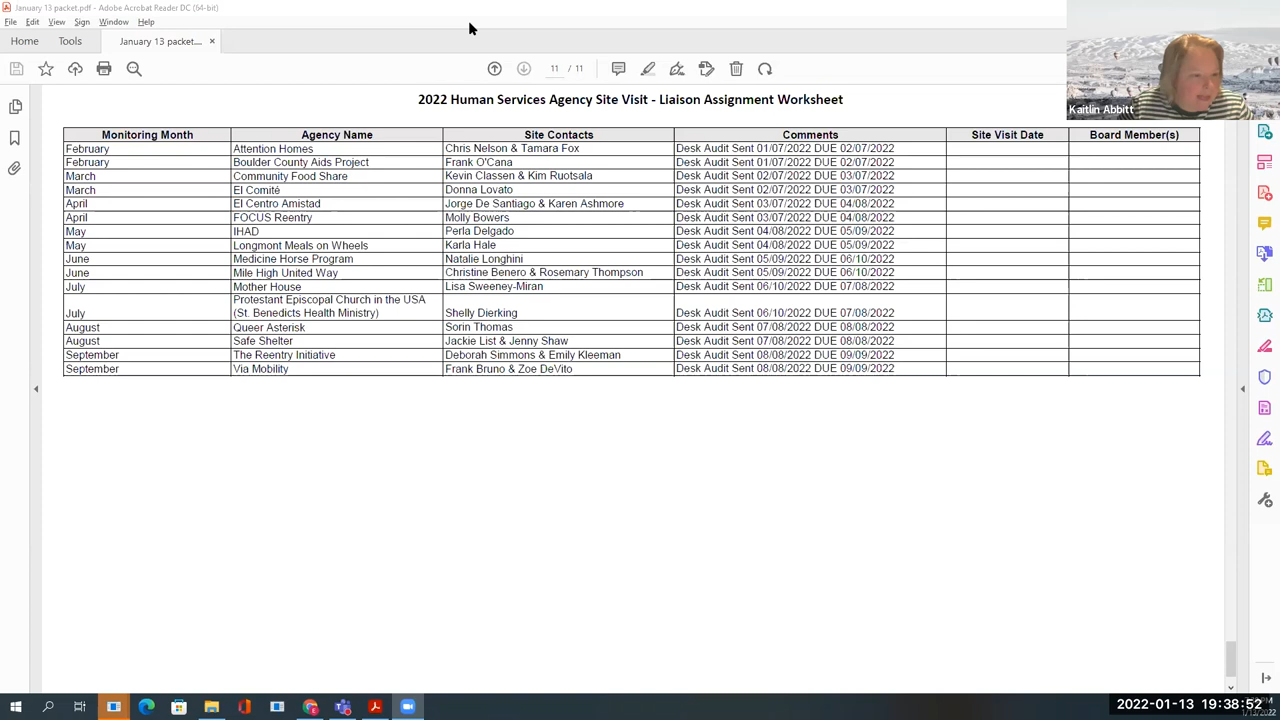 January 13 packet.pdf - Adobe Acrobat Reader DC (64-bit)
File Edit View Sign Window Help
Home Tools January 13 packet.... ×
11 / 11
Kaitlin Abbitt
2022 Human Services Agency Site Visit - Liaison Assignment Worksheet
Monitoring Month Agency Name Site Contacts Comments Site Visit Date Board Member(s)
February Attention Homes Chris Nelson & Tamara Fox Desk Audit Sent 01/07/2022 DUE 02/07/2022
February Boulder County Aids Project Frank O'Cana Desk Audit Sent 01/07/2022 DUE 02/07/2022
March Community Food Share Kevin Classen & Kim Ruotsala Desk Audit Sent 02/07/2022 DUE 03/07/2022
March El Comité Donna Lovato Desk Audit Sent 02/07/2022 DUE 03/07/2022
April El Centro Amistad Jorge De Santiago & Karen Ashmore Desk Audit Sent 03/07/2022 DUE 04/08/2022
April FOCUS Reentry Molly Bowers Desk Audit Sent 03/07/2022 DUE 04/08/2022
May IHAD Perla Delgado Desk Audit Sent 04/08/2022 DUE 05/09/2022
May Longmont Meals on Wheels Karla Hale Desk Audit Sent 04/08/2022 DUE 05/09/2022
June Medicine Horse Program Natalie Longhini Desk Audit Sent 05/09/2022 DUE 06/10/2022
June Mile High United Way Christine Benero & Rosemary Thompson Desk Audit Sent 05/09/2022 DUE 06/10/2022
July Mother House Lisa Sweeney-Miran Desk Audit Sent 06/10/2022 DUE 07/08/2022
Protestant Episcopal Church in the USA
July (St. Benedicts Health Ministry) Shelly Dierking Desk Audit Sent 06/10/2022 DUE 07/08/2022
August Queer Asterisk Sorin Thomas Desk Audit Sent 07/08/2022 DUE 08/08/2022
August Safe Shelter Jackie List & Jenny Shaw Desk Audit Sent 07/08/2022 DUE 08/08/2022
September The Reentry Initiative Deborah Simmons & Emily Kleeman Desk Audit Sent 08/08/2022 DUE 09/09/2022
September Via Mobility Frank Bruno & Zoe DeVito Desk Audit Sent 08/08/2022 DUE 09/09/2022
2022-01-13 19:38:52